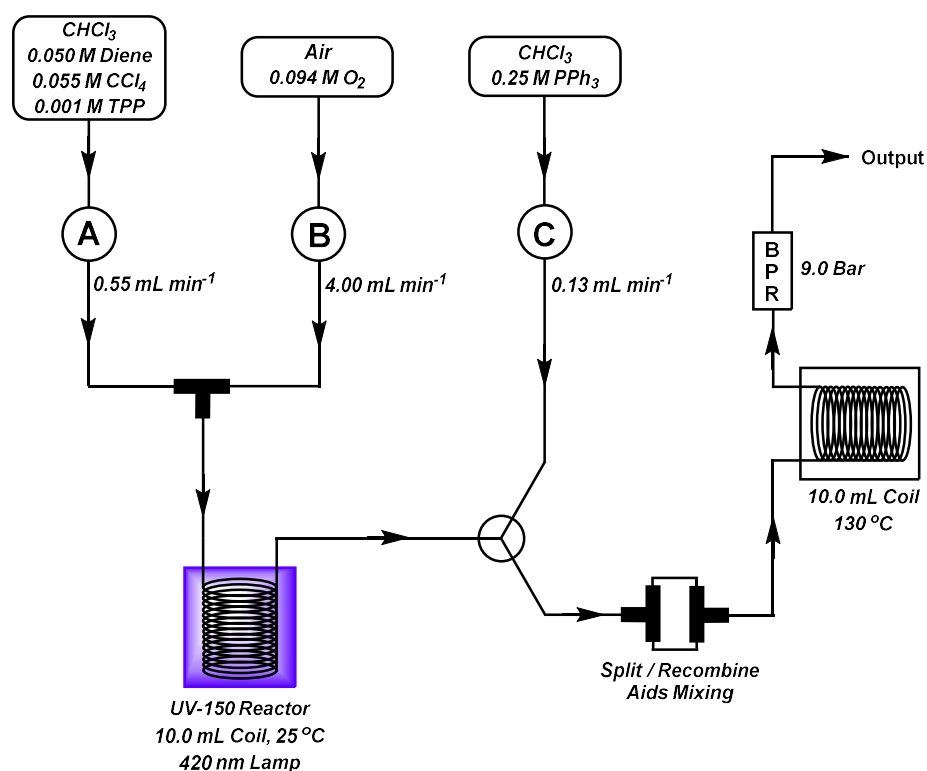 CHCl3
0.050 M Diene
0.055 M CCl4
0.001 M TPP
Air
0.094 M O2
CHCl3
0.25 M PPh3
A
B
C
0.55 mL min-1
4.00 mL min-1
0.13 mL min-1
Output
B
P
R
9.0 Bar
10.0 mL Coil
130 °C
Split / Recombine
Aids Mixing
UV-150 Reactor
10.0 mL Coil, 25 °C
420 nm Lamp